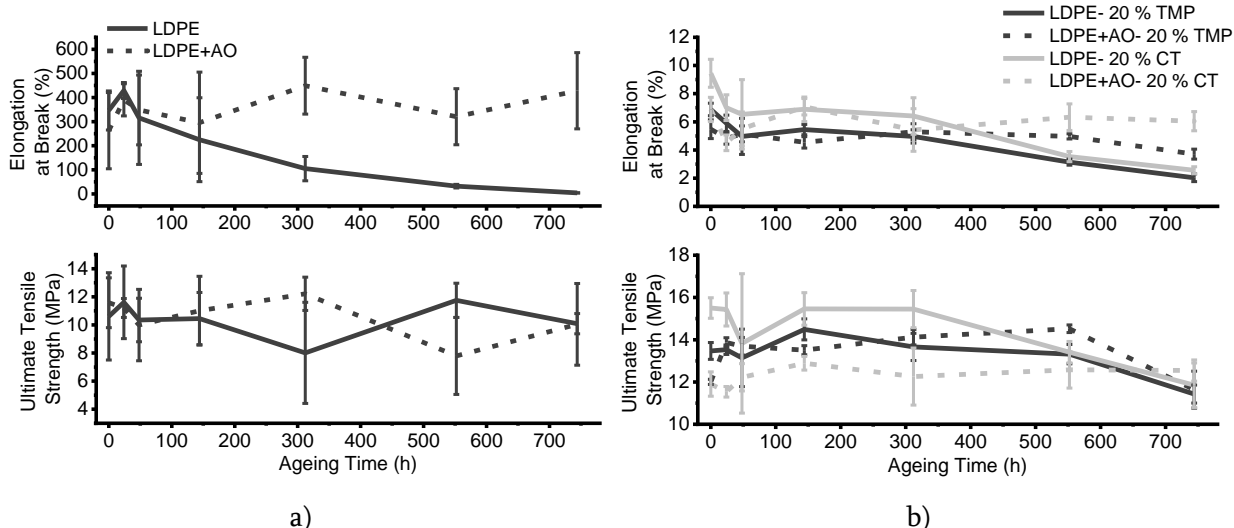 LDPE
LDPE+AO
600
500
400
300
200
100
0
Elongation
at Break (%)
0 100 200 300 400 500 600 700
14
12
10
8
6
4
Ultimate Tensile
Strength (MPa)
0 100 200 300 400 500 600 700
Ageing Time (h)
a)
LDPE- 20 % TMP
LDPE+AO- 20 % TMP
LDPE- 20 % CT
LDPE+AO- 20 % CT
12
10
8
6
4
2
0
Elongation
at Break (%)
0 100 200 300 400 500 600 700
18
16
14
12
10
Ultimate Tensile
Strength (MPa)
0 100 200 300 400 500 600 700
Ageing Time (h)
b)